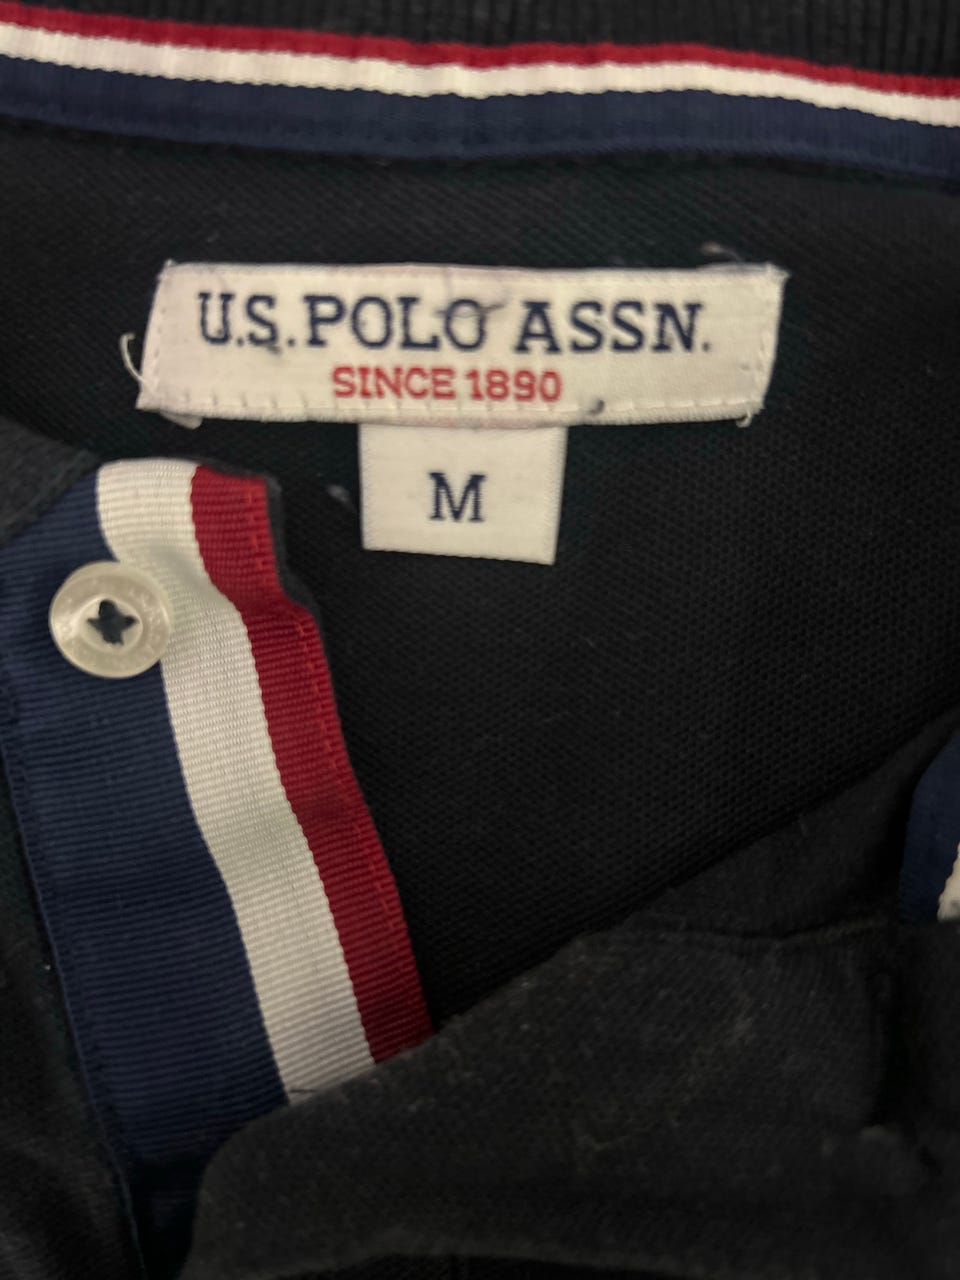 U.S. POLO ASSN.
SINCE 1890
M